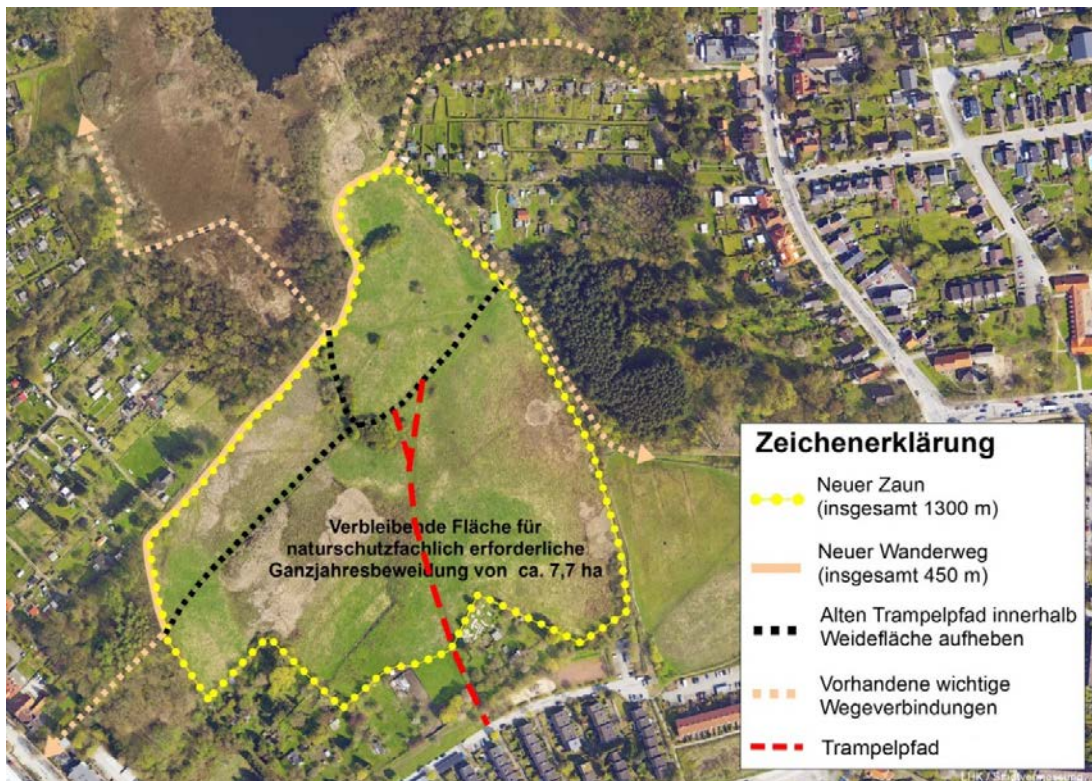 Verbleibende Fläche für
naturschutzfachlich erforderliche
Ganzjahresbeweidung von ca. 7,7 ha
Zeichenerklärung
Neuer Zaun
(insgesamt 1300 m)
Neuer Wanderweg
(insgesamt 450 m)
Alten Trampelpfad innerhalb
Weidefläche aufheben
Vorhandene wichtige
Wegeverbindungen
Trampelpfad